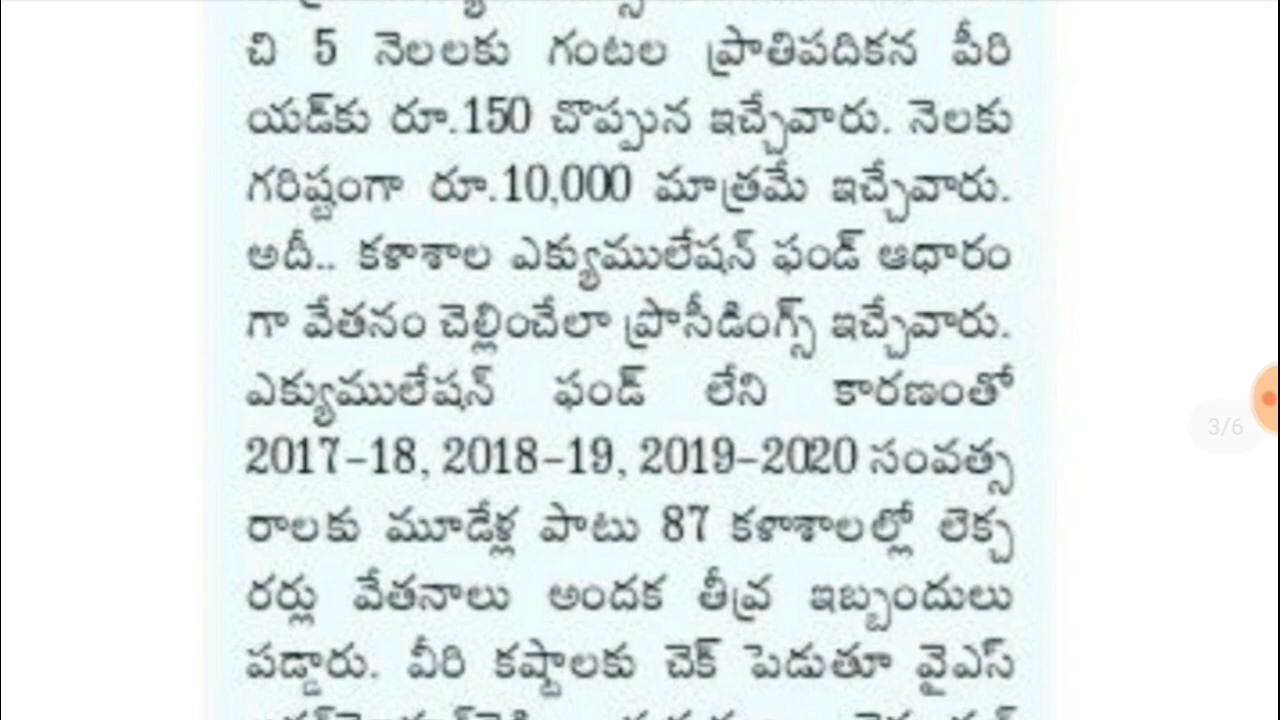 చి 5 నెలలకు గంటల ప్రాతిపదికన పీరి
యడ్‌కు రూ.150 చొప్పున ఇచ్చేవారు. నెలకు
గరిష్టంగా రూ.10,000 మాత్రమే ఇచ్చేవారు.
అదీ.. కళాశాల ఎక్యుములేషన్ ఫండ్ ఆధారం
గా వేతనం చెల్లించేలా ప్రొసీడింగ్స్ ఇచ్చేవారు.
ఎక్యుములేషన్ ఫండ్ లేని కారణంతో
2017-18, 2018-19, 2019-2020 సంవత్స
రాలకు మూడేళ్ల పాటు 87 కళాశాలల్లో లెక్చ
రర్లు వేతనాలు అందక తీవ్ర ఇబ్బందులు
పడ్డారు. వీరి కష్టాలకు చెక్ పెడుతూ వైఎస్
3/6